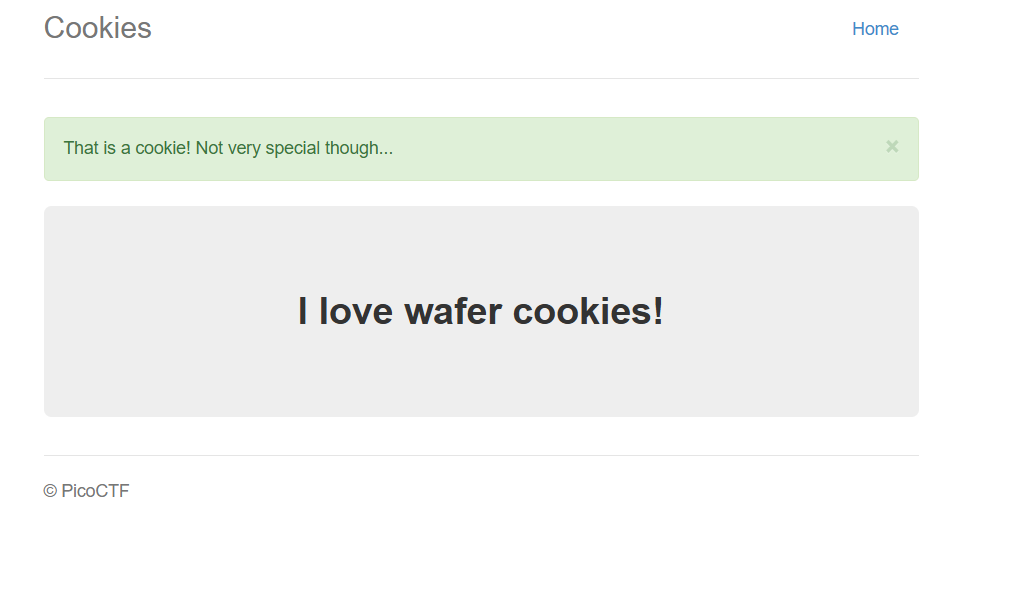 Cookies
Home
That is a cookie! Not very special though...
×
I love wafer cookies!
© PicoCTF